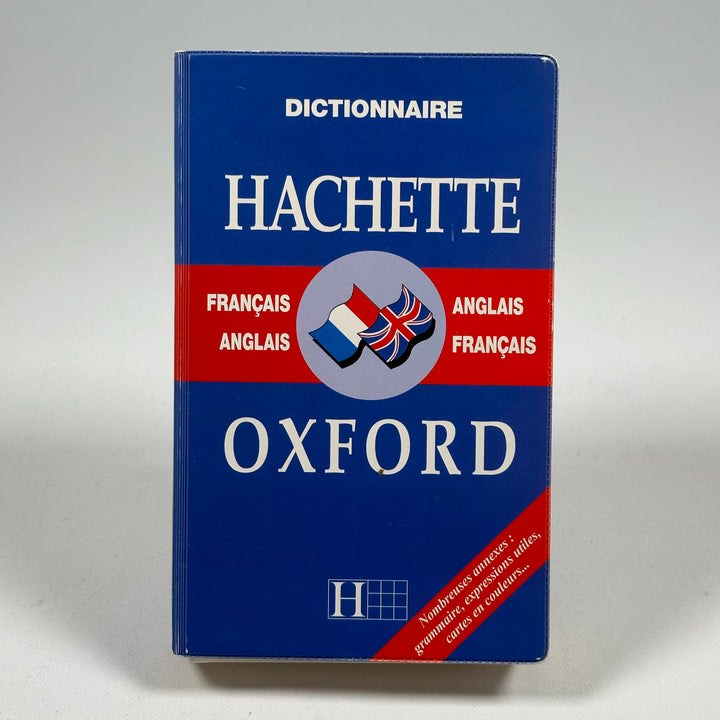 DICTIONNAIRE
HACHETTE
FRANÇAIS
ANGLAIS
ANGLAIS
FRANÇAIS
OXFORD
H
Nombreuses annexes :
grammaire, expressions utiles,
cartes en couleurs...